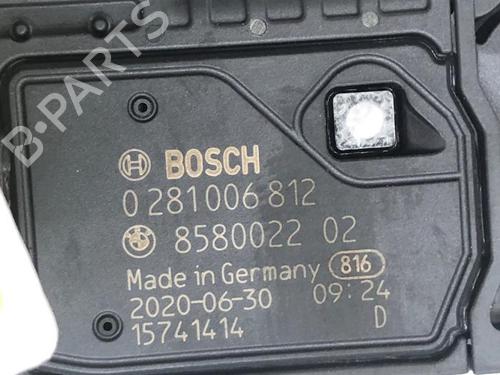 B·PARTS
BOSCH
0 281 006 812
8580022 02
Made in Germany 816
2020-06-30 09:24
15741414 D